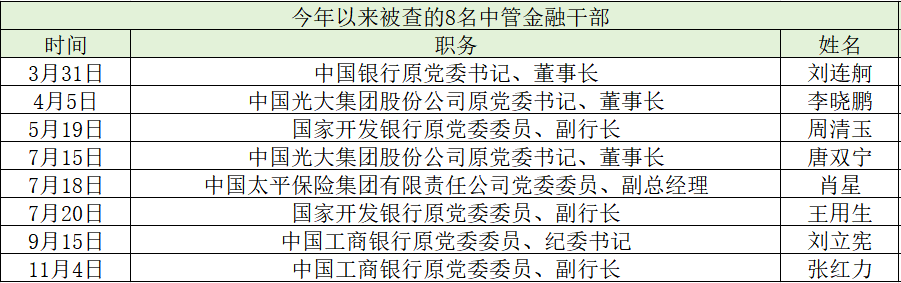 今年以来被查的8名中管金融干部
时间 职务 姓名
3月31日 中国银行原党委书记、董事长 刘连舸
4月5日 中国光大集团股份公司原党委书记、董事长 李晓鹏
5月19日 国家开发银行原党委委员、副行长 周清玉
7月15日 中国光大集团股份公司原党委书记、董事长 唐双宁
7月18日 中国太平保险集团有限责任公司党委委员、副总经理 肖星
7月20日 国家开发银行原党委委员、副行长 王用生
9月15日 中国工商银行原党委委员、纪委书记 刘立宪
11月4日 中国工商银行原党委委员、副行长 张红力